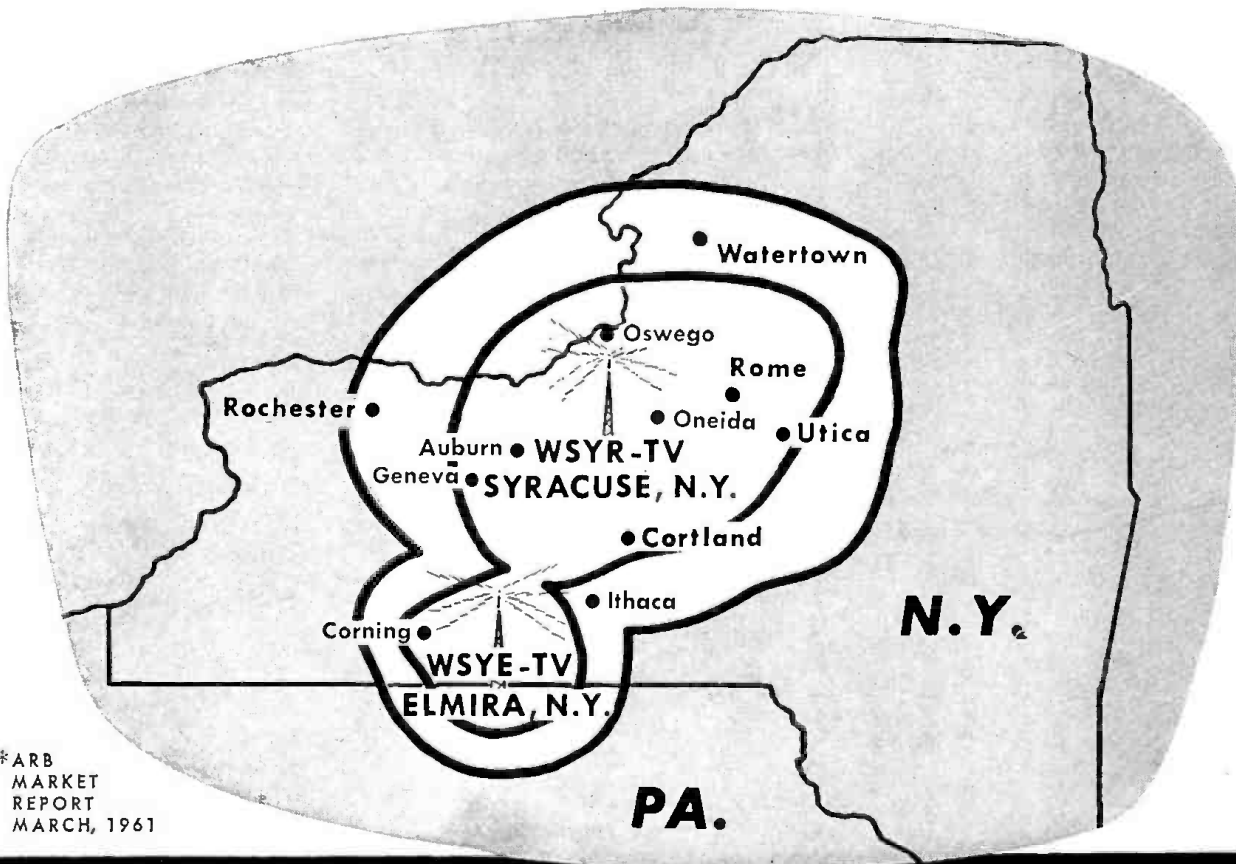 Watertown
Oswego
Rome
Rochester
Oneida
Utica
Auburn
WSYR-TV
Geneva
SYRACUSE, N.Y.
Cortland
Ithaca
N.Y.
Corning
WSYE-TV
ELMIRA, N.Y.
*ARB
MARKET
REPORT
MARCH, 1961
PA.